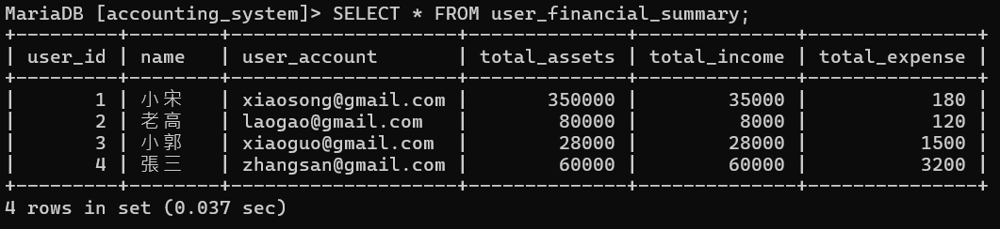 MariaDB [accounting_system]> SELECT * FROM user_financial_summary;
+---------+--------+--------------------+--------------+--------------+---------------+
| user_id | name   | user_account       | total_assets | total_income | total_expense |
+---------+--------+--------------------+--------------+--------------+---------------+
|       1 | 小宋   | xiaosong@gmail.com |       350000 |        35000 |           180 |
|       2 | 老高   | laogao@gmail.com   |        80000 |         8000 |           120 |
|       3 | 小郭   | xiaoguo@gmail.com  |        28000 |        28000 |          1500 |
|       4 | 張三   | zhangsan@gmail.com |        60000 |        60000 |          3200 |
+---------+--------+--------------------+--------------+--------------+---------------+
4 rows in set (0.037 sec)